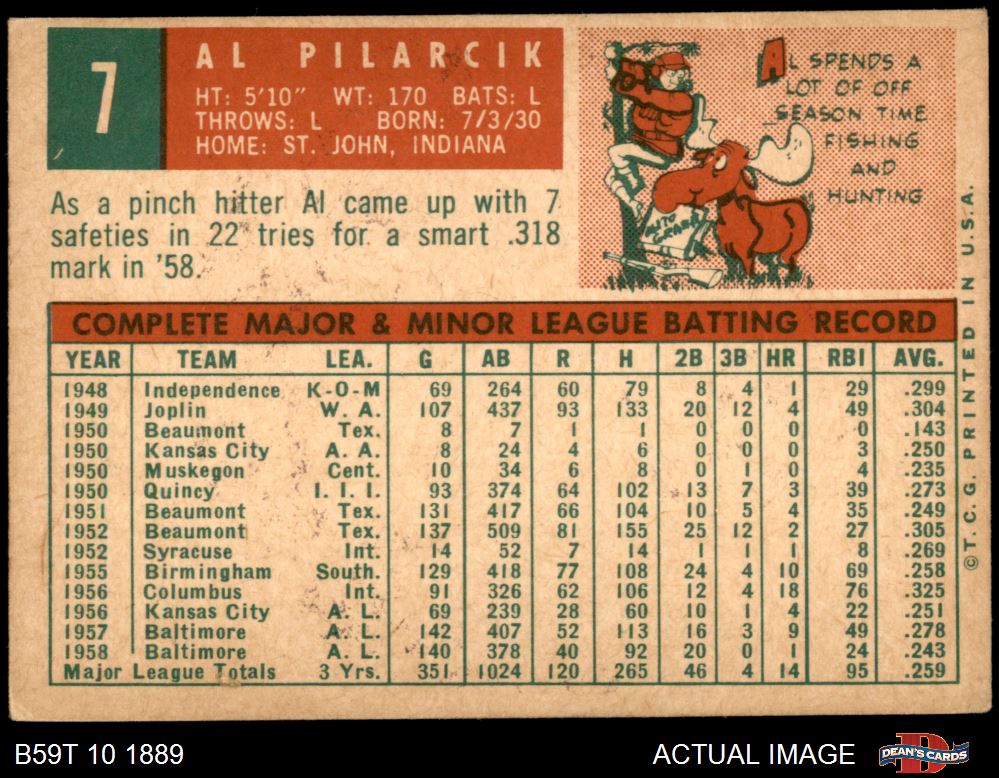 7
AL PILARCIK
HT: 5'10" WT: 170 BATS: L
THROWS: L BORN: 7/3/30
HOME: ST. JOHN, INDIANA
AL SPENDS A
LOT OF OFF
SEASON TIME
FISHING
AND
HUNTING
As a pinch hitter Al came up with 7
safeties in 22 tries for a smart .318
mark in '58.
COMPLETE MAJOR & MINOR LEAGUE BATTING RECORD
YEAR TEAM LEA. G AB R H 2B 3B HR RBI AVG.
1948 Independence K-O-M 69 264 60 79 8 4 1 29 .299
1949 Joplin W. A. 107 437 93 133 20 12 4 49 .304
1950 Beaumont Tex. 8 7 1 1 0 0 0 0 .143
1950 Kansas City A. A. 8 24 4 6 0 0 0 3 .250
1950 Muskegon Cent. 10 34 6 8 0 1 0 4 .235
1950 Quincy I. I. I. 93 374 64 102 13 7 3 39 .273
1951 Beaumont Tex. 131 417 66 104 10 5 4 35 .249
1952 Beaumont Tex. 137 509 81 155 25 12 2 27 .305
1952 Syracuse Int. 14 52 7 14 1 1 1 8 .269
1955 Birmingham South. 129 418 77 108 24 4 10 69 .258
1956 Columbus Int. 91 326 62 106 12 4 18 76 .325
1956 Kansas City A. L. 69 239 28 60 10 1 4 22 .251
1957 Baltimore A. L. 142 407 52 113 16 3 9 49 .278
1958 Baltimore A. L. 140 378 40 92 20 0 1 24 .243
Major League Totals 3 Yrs. 351 1024 120 265 46 4 14 95 .259
©T.C.G. PRINTED IN U.S.A.
B59T 10 1889
ACTUAL IMAGE
DEAN'S CARDS